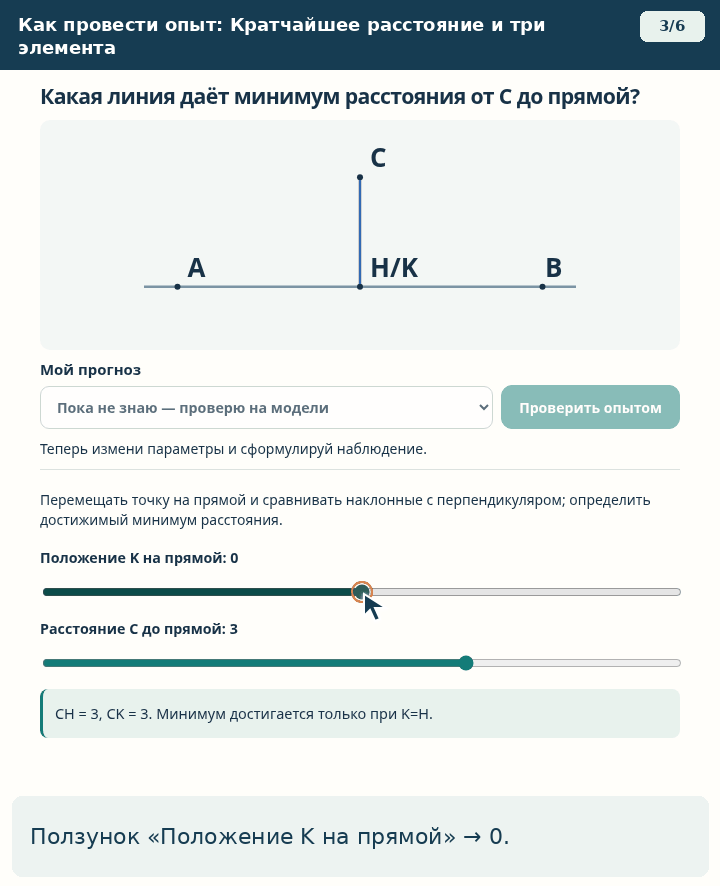 Как провести опыт: Кратчайшее расстояние и три
элемента
3/6
Какая линия даёт минимум расстояния от C до прямой?
C
A
H/K
B
Мой прогноз
Пока не знаю — проверю на модели
Проверить опытом
Теперь измени параметры и сформулируй наблюдение.
Перемещать точку на прямой и сравнивать наклонные с перпендикуляром; определить
достижимый минимум расстояния.
Положение K на прямой: 0
Расстояние C до прямой: 3
CH = 3, CK = 3. Минимум достигается только при K=H.
Ползунок «Положение K на прямой» → 0.